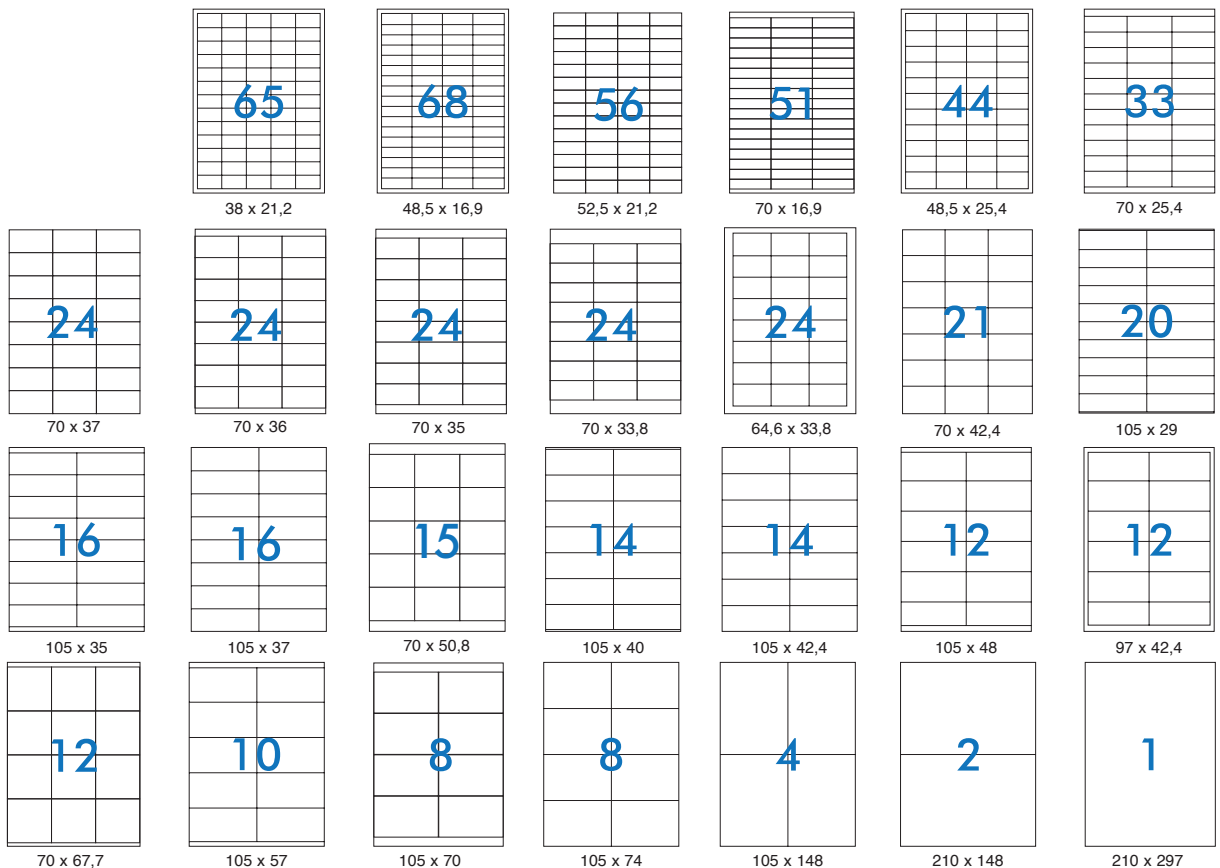 65 68 56 51 44 33
38 x 21,2 48,5 x 16,9 52,5 x 21,2 70 x 16,9 48,5 x 25,4 70 x 25,4
24 24 24 24 24 21 20
70 x 37 70 x 36 70 x 35 70 x 33,8 64,6 x 33,8 70 x 42,4 105 x 29
16 16 15 14 14 12 12
105 x 35 105 x 37 70 x 50,8 105 x 40 105 x 42,4 105 x 48 97 x 42,4
12 10 8 8 4 2 1
70 x 67,7 105 x 57 105 x 70 105 x 74 105 x 148 210 x 148 210 x 297